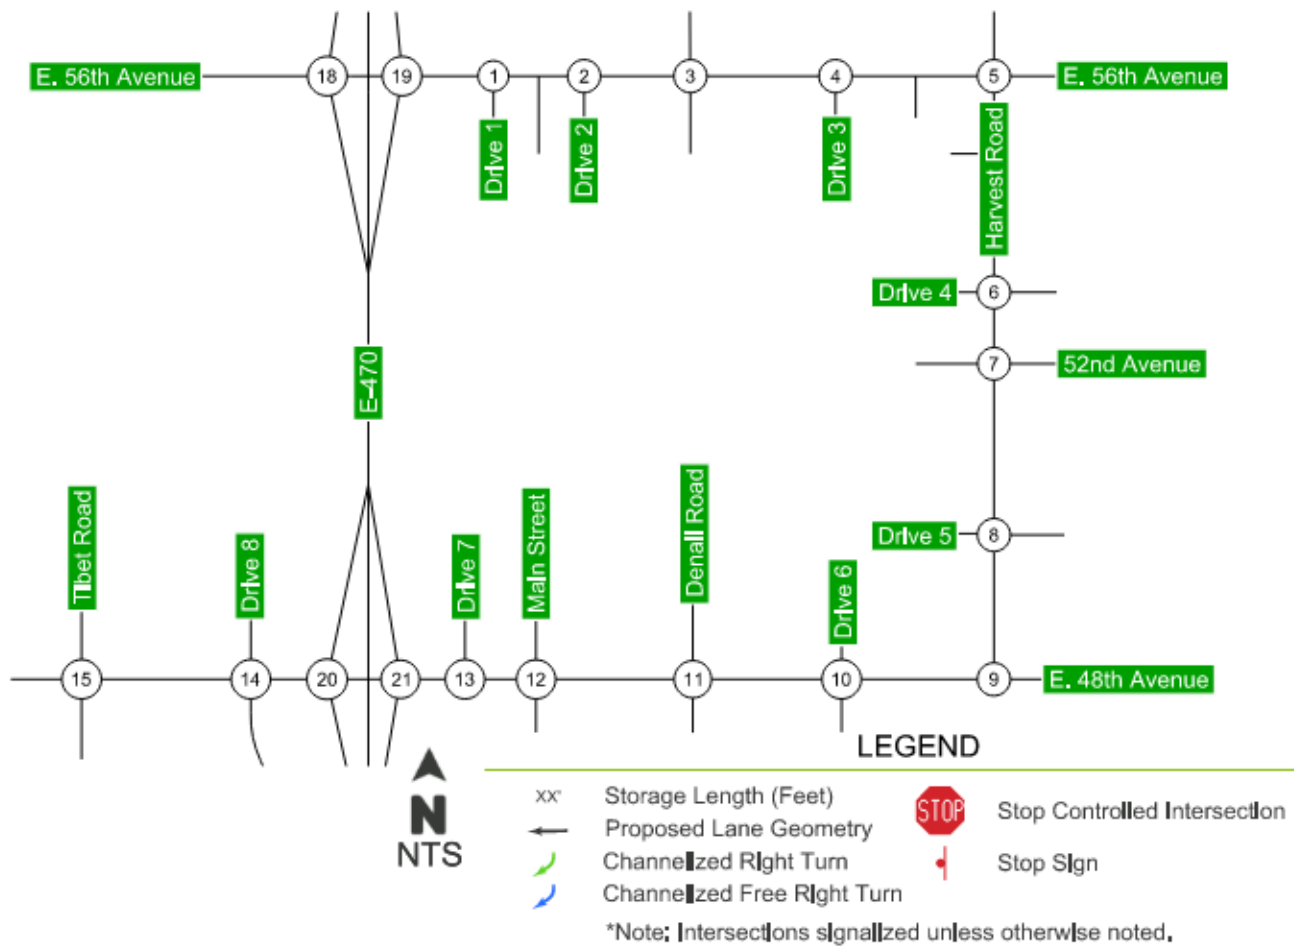 E. 56th Avenue
18
19
1
2
3
4
5
E. 56th Avenue
Drive 1
Drive 2
Drive 3
Harvest Road
Drive 4
6
7
52nd Avenue
E-470
Tibet Road
Drive 8
Drive 7
Main Street
Denali Road
Drive 6
Drive 5
8
15
14
20
21
13
12
11
10
9
E. 48th Avenue
N
NTS
LEGEND
XX'
Storage Length (Feet)
Proposed Lane Geometry
Channelized Right Turn
Channelized Free Right Turn
STOP
Stop Controlled Intersection
Stop Sign
*Note: Intersections signalized unless otherwise noted.